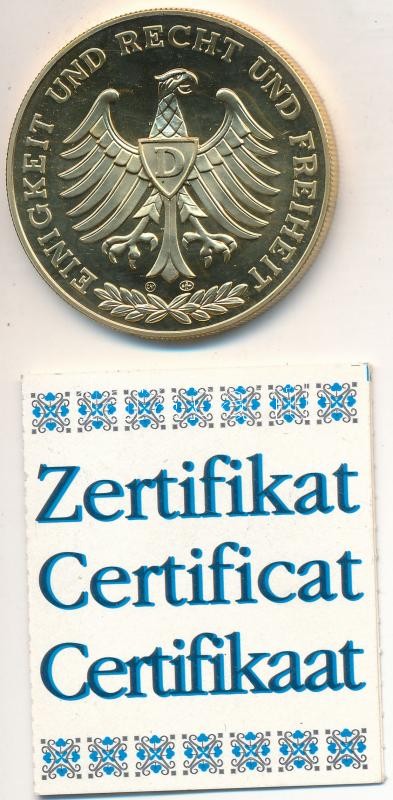 EINIGKEIT UND RECHT UND FREIHEIT
D
Zertifikat
Certificat
Certifikaat